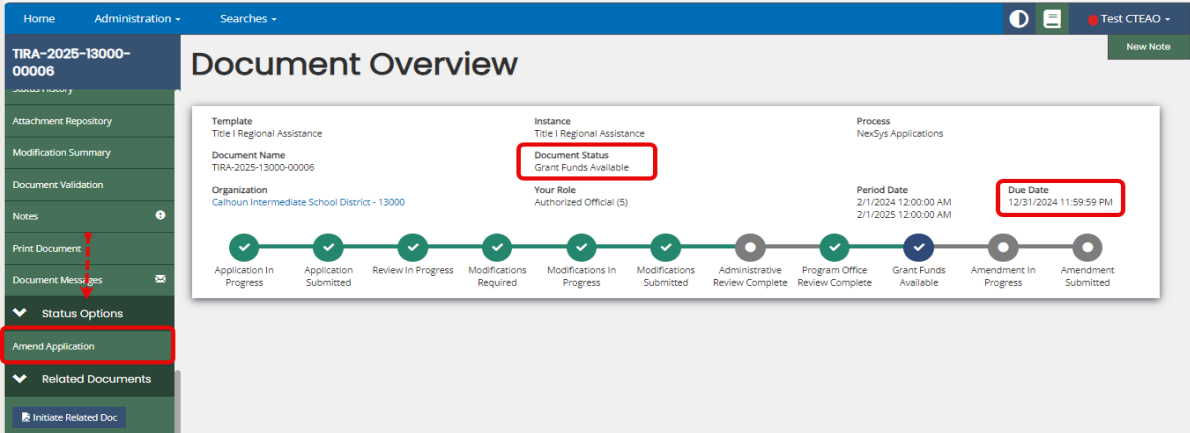 Home Administration Searches Test CTEAO
New Note
TIRA-2025-13000-
00006
Status History
Attachment Repository
Modification Summary
Document Validation
Notes
Print Document
Document Messages
Status Options
Amend Application
Related Documents
Initiate Related Doc
Document Overview
Template
Title I Regional Assistance
Instance
Title I Regional Assistance
Process
NexSys Applications
Document Name
TIRA-2025-13000-00006
Document Status
Grant Funds Available
Organization
Calhoun Intermediate School District - 13000
Your Role
Authorized Official (5)
Period Date
2/1/2024 12:00:00 AM
2/1/2025 12:00:00 AM
Due Date
12/31/2024 11:59:59 PM
Application In
Progress
Application
Submitted
Review In Progress
Modifications
Required
Modifications In
Progress
Modifications
Submitted
Administrative
Review Complete
Program Office
Review Complete
Grant Funds
Available
Amendment In
Progress
Amendment
Submitted